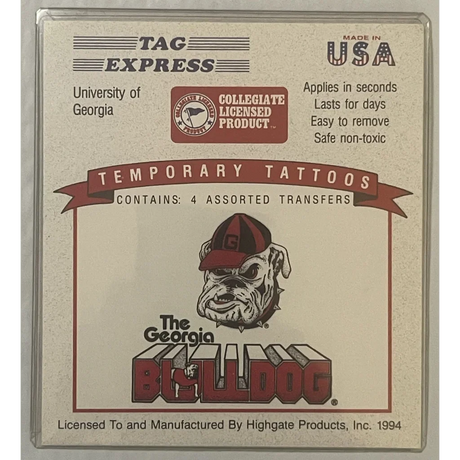 TAG
EXPRESS
MADE IN
USA
University of
Georgia
COLLEGIATE
LICENSED
PRODUCT™
Applies in seconds
Lasts for days
Easy to remove
Safe non-toxic
TEMPORARY TATTOOS
CONTAINS: 4 ASSORTED TRANSFERS
G
The
Georgia
BULLDOG®
Licensed To and Manufactured By Highgate Products, Inc. 1994